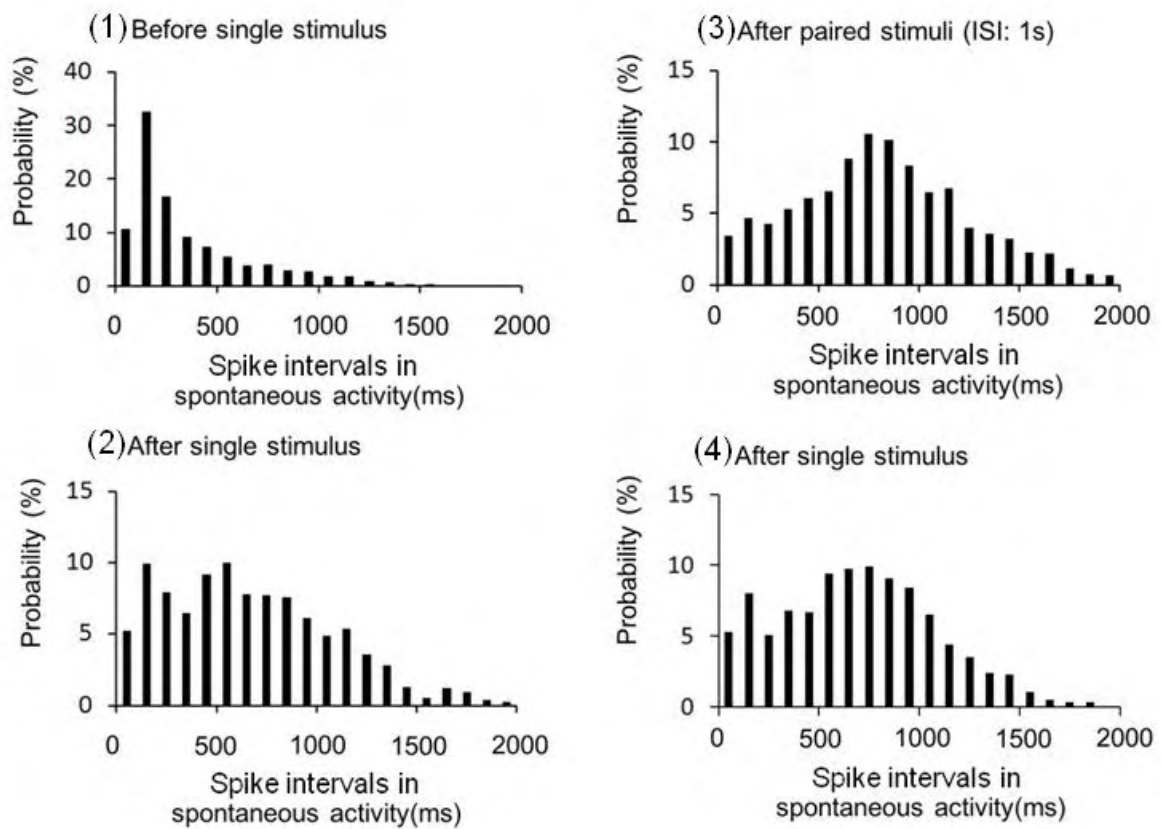 (1) Before single stimulus
Probability (%)
40
30
20
10
0
0 500 1000 1500 2000
Spike intervals in
spontaneous activity(ms)
(2) After single stimulus
Probability (%)
15
10
5
0
0 500 1000 1500 2000
Spike intervals in
spontaneous activity(ms)
(3) After paired stimuli (ISI: 1s)
Probability (%)
15
10
5
0
0 500 1000 1500 2000
Spike intervals in
spontaneous activity(ms)
(4) After single stimulus
Probability (%)
15
10
5
0
0 500 1000 1500 2000
Spike intervals in
spontaneous activity(ms)